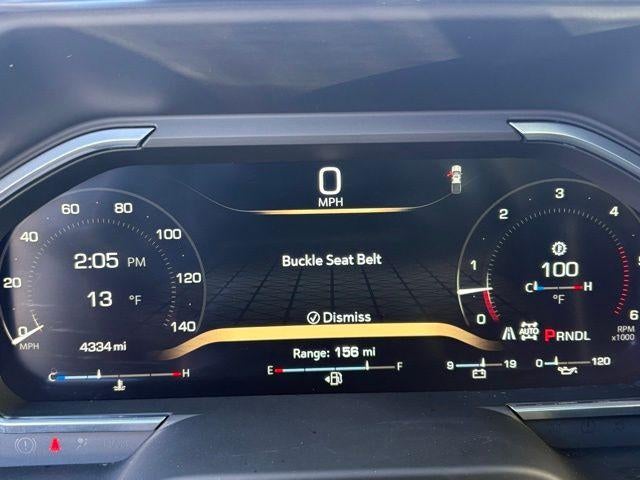 0
MPH
Buckle Seat Belt
Dismiss
Range: 156 mi
E F
0 20 40 60 80 100 120 140
MPH
2:05 PM
13 °F
4334 mi
C H
0 1 2 3 4 5 6
RPM
x1000
100
C H
°F
AUTO
PRNDL
9 19
0 120